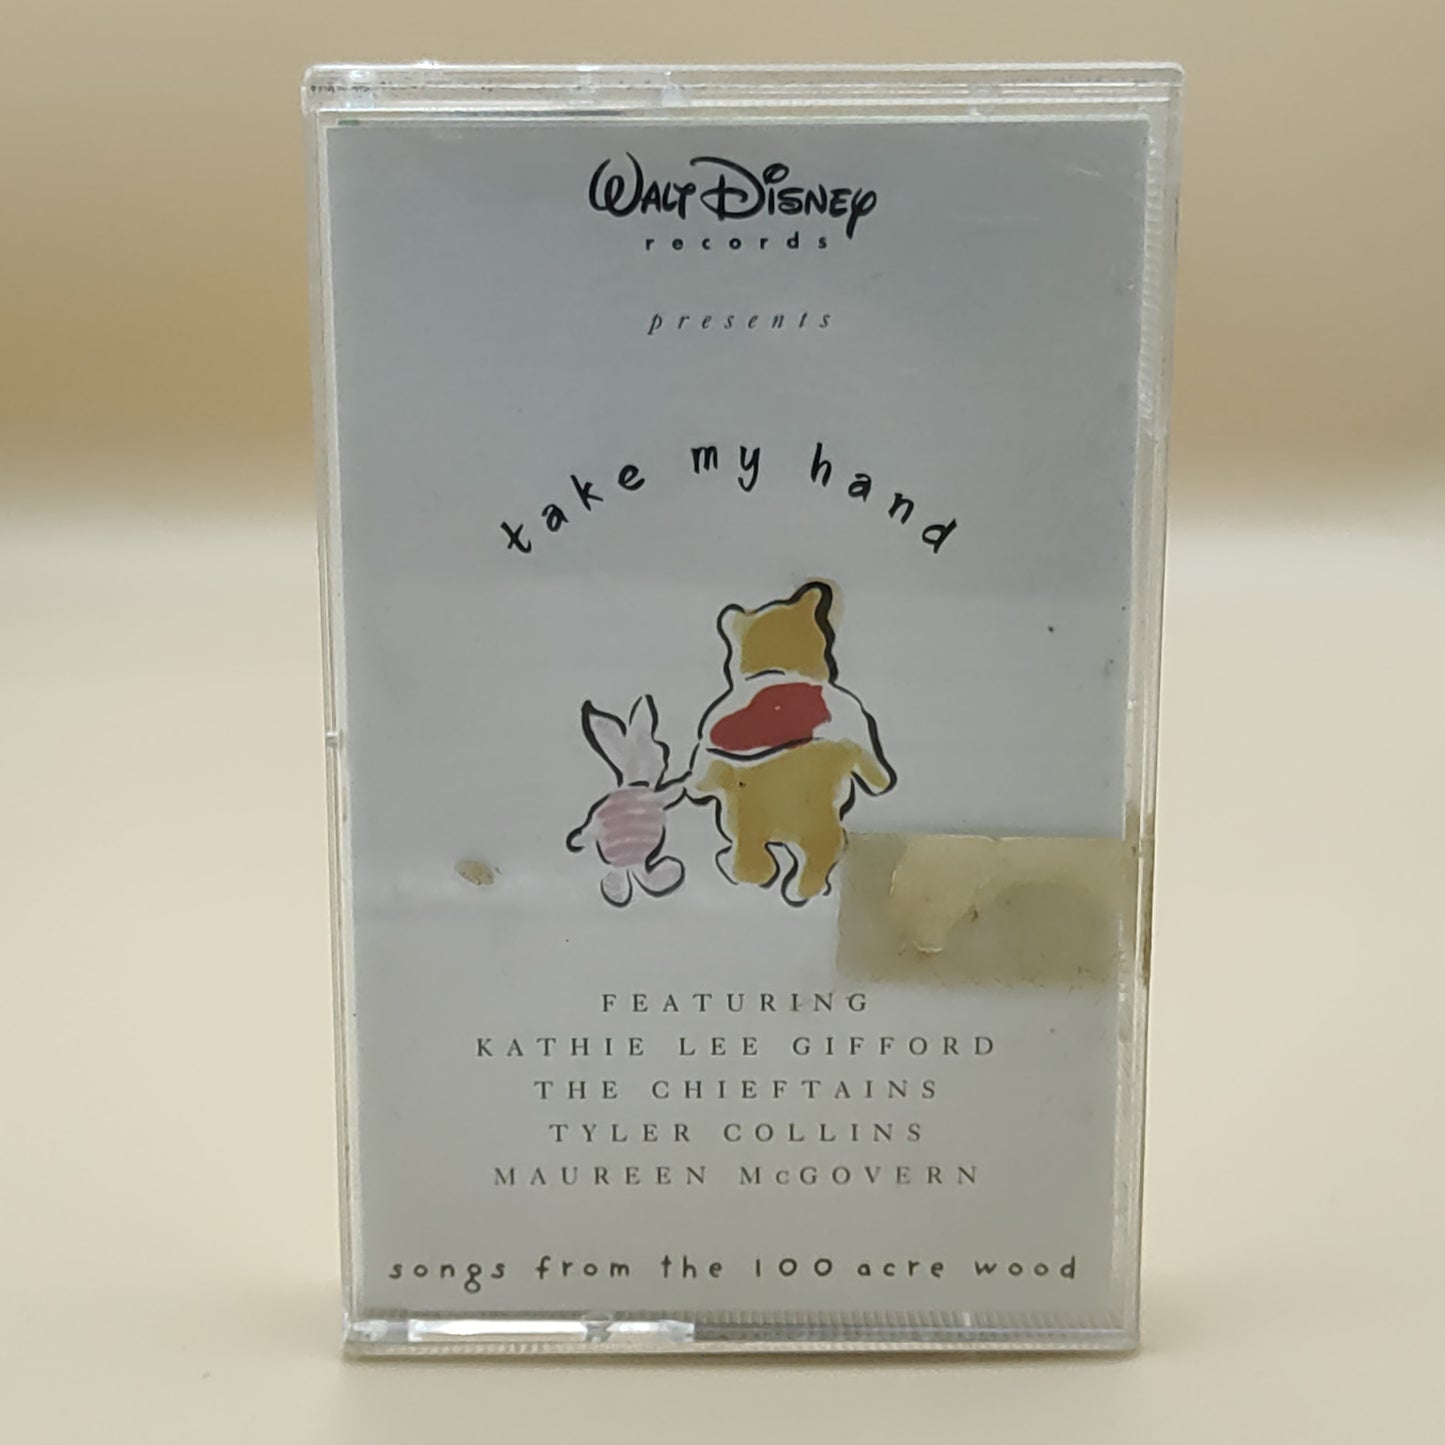 WALT DISNEY
records
presents
take my hand
FEATURING
KATHIE LEE GIFFORD
THE CHIEFTAINS
TYLER COLLINS
MAUREEN McGOVERN
songs from the 100 acre wood